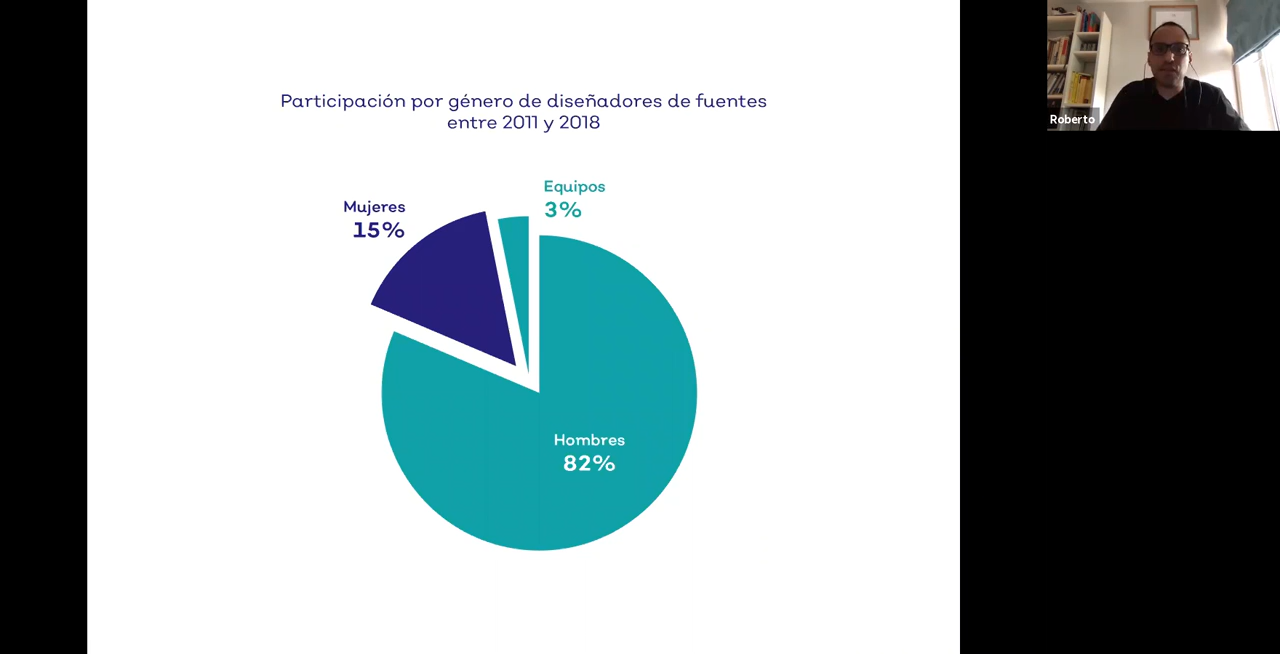 Participación por género de diseñadores de fuentes
entre 2011 y 2018
Equipos
3%
Mujeres
15%
Hombres
82%
Roberto